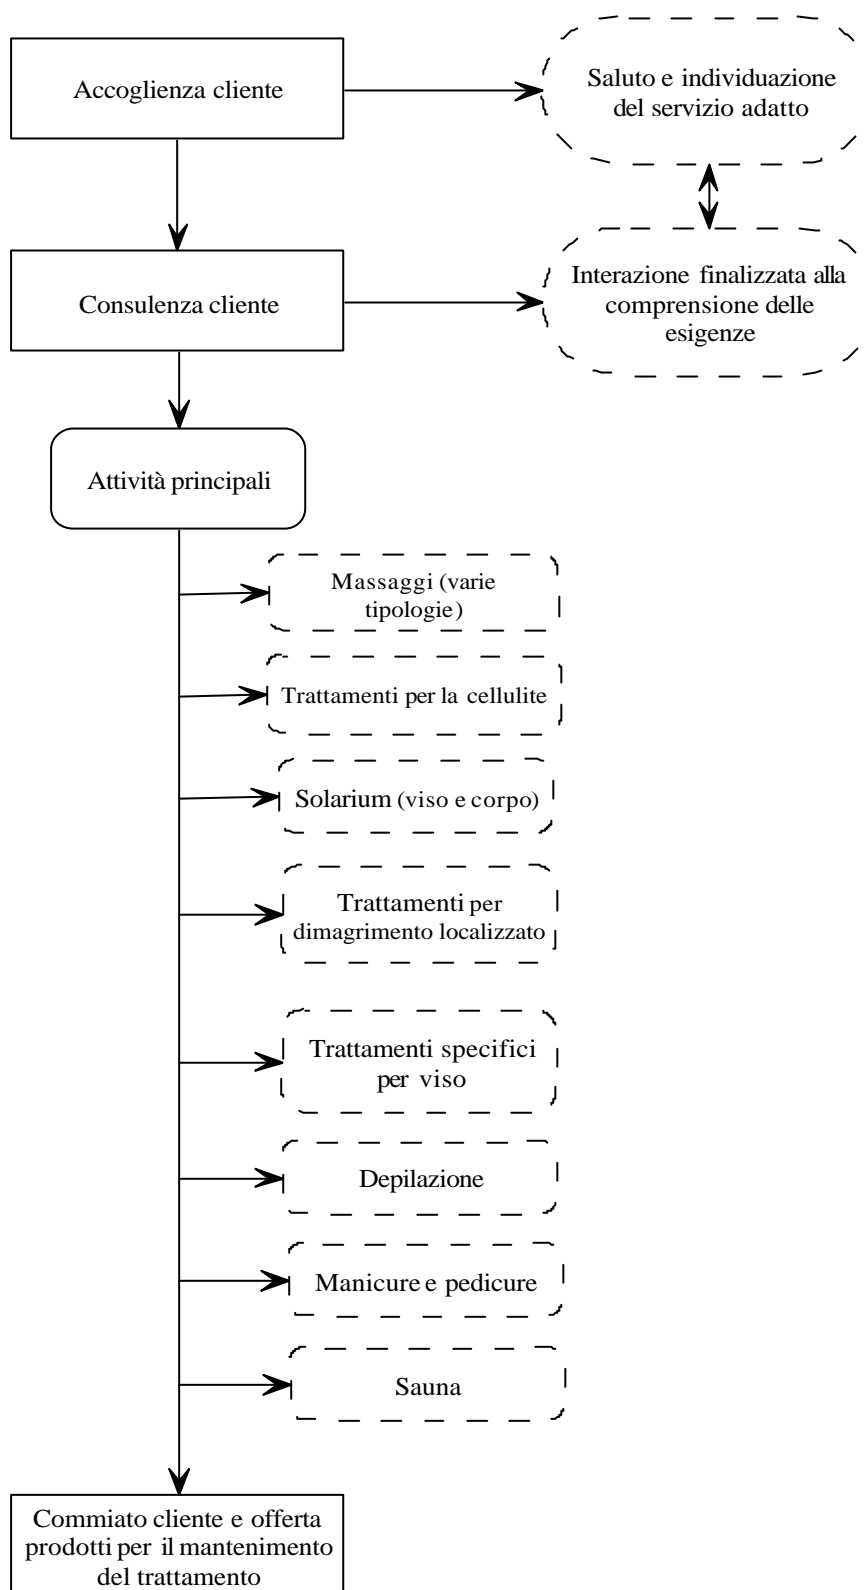 Accoglienza cliente
Saluto e individuazione
del servizio adatto
Consulenza cliente
Interazione finalizzata alla
comprensione delle
esigenze
Attività principali
Massaggi (varie
tipologie)
Trattamenti per la cellulite
Solarium (viso e corpo)
Trattamenti per
dimagrimento localizzato
Trattamenti specifici
per viso
Depilazione
Manicure e pedicure
Sauna
Commiato cliente e offerta
prodotti per il mantenimento
del trattamento